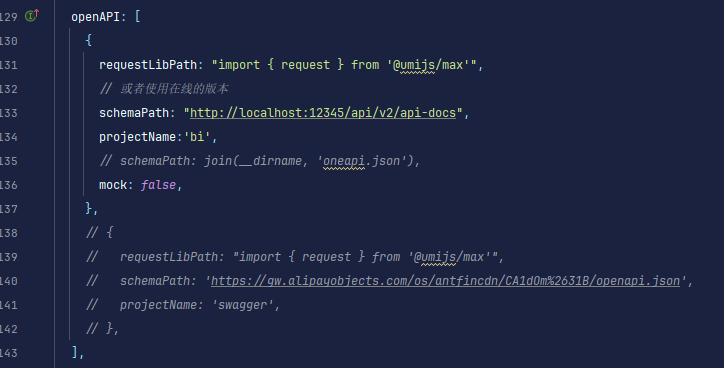 129 openAPI: [
130 {
131 requestLibPath: "import { request } from '@umijs/max'",
132 // 或者使用在线的版本
133 schemaPath: "http://localhost:12345/api/v2/api-docs",
134 projectName:'bi',
135 // schemaPath: join(__dirname, 'oneapi.json'),
136 mock: false,
137 },
138 // {
139 //   requestLibPath: "import { request } from '@umijs/max'",
140 //   schemaPath: 'https://gw.alipayobjects.com/os/antfincdn/CA1dOm%2631B/openapi.json',
141 //   projectName: 'swagger',
142 // },
143 ],